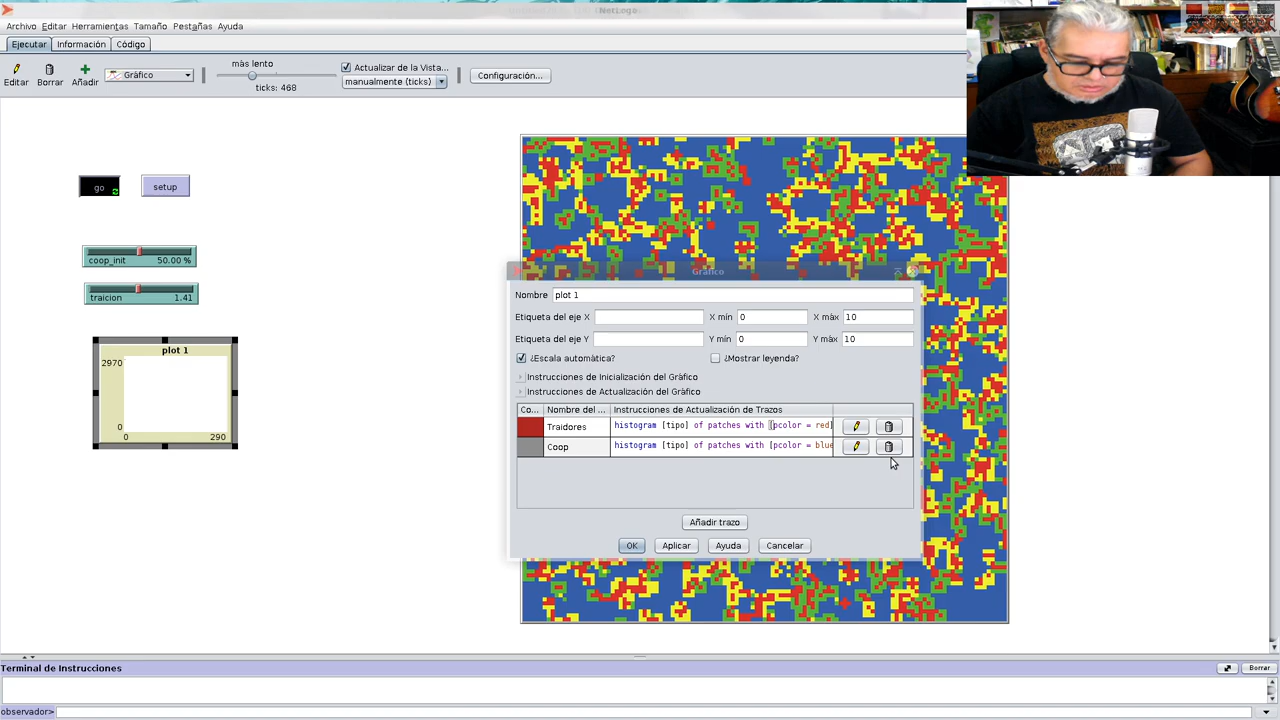 NetLogo
Archivo Editar Herramientas Tamaño Pestañas Ayuda
Ejecutar Información Código
Editar Borrar Añadir Gráfico
más lento
ticks: 468
Actualizar de la Vista...
manualmente (ticks)
Configuración...
go
setup
coop_init 50.00 %
traicion 1.41
plot 1
2970
0
0 290
Gráfico
Nombre plot 1
Etiqueta del eje X X mín 0 X máx 10
Etiqueta del eje Y Y mín 0 Y máx 10
¿Escala automática? ¿Mostrar leyenda?
Instrucciones de Inicialización del Gráfico
Instrucciones de Actualización del Gráfico
Co... Nombre del ... Instrucciones de Actualización de Trazos
Traidores histogram [tipo] of patches with [pcolor = red]
Coop histogram [tipo] of patches with [pcolor = blue
Añadir trazo
OK Aplicar Ayuda Cancelar
Terminal de Instrucciones Borrar
observador>